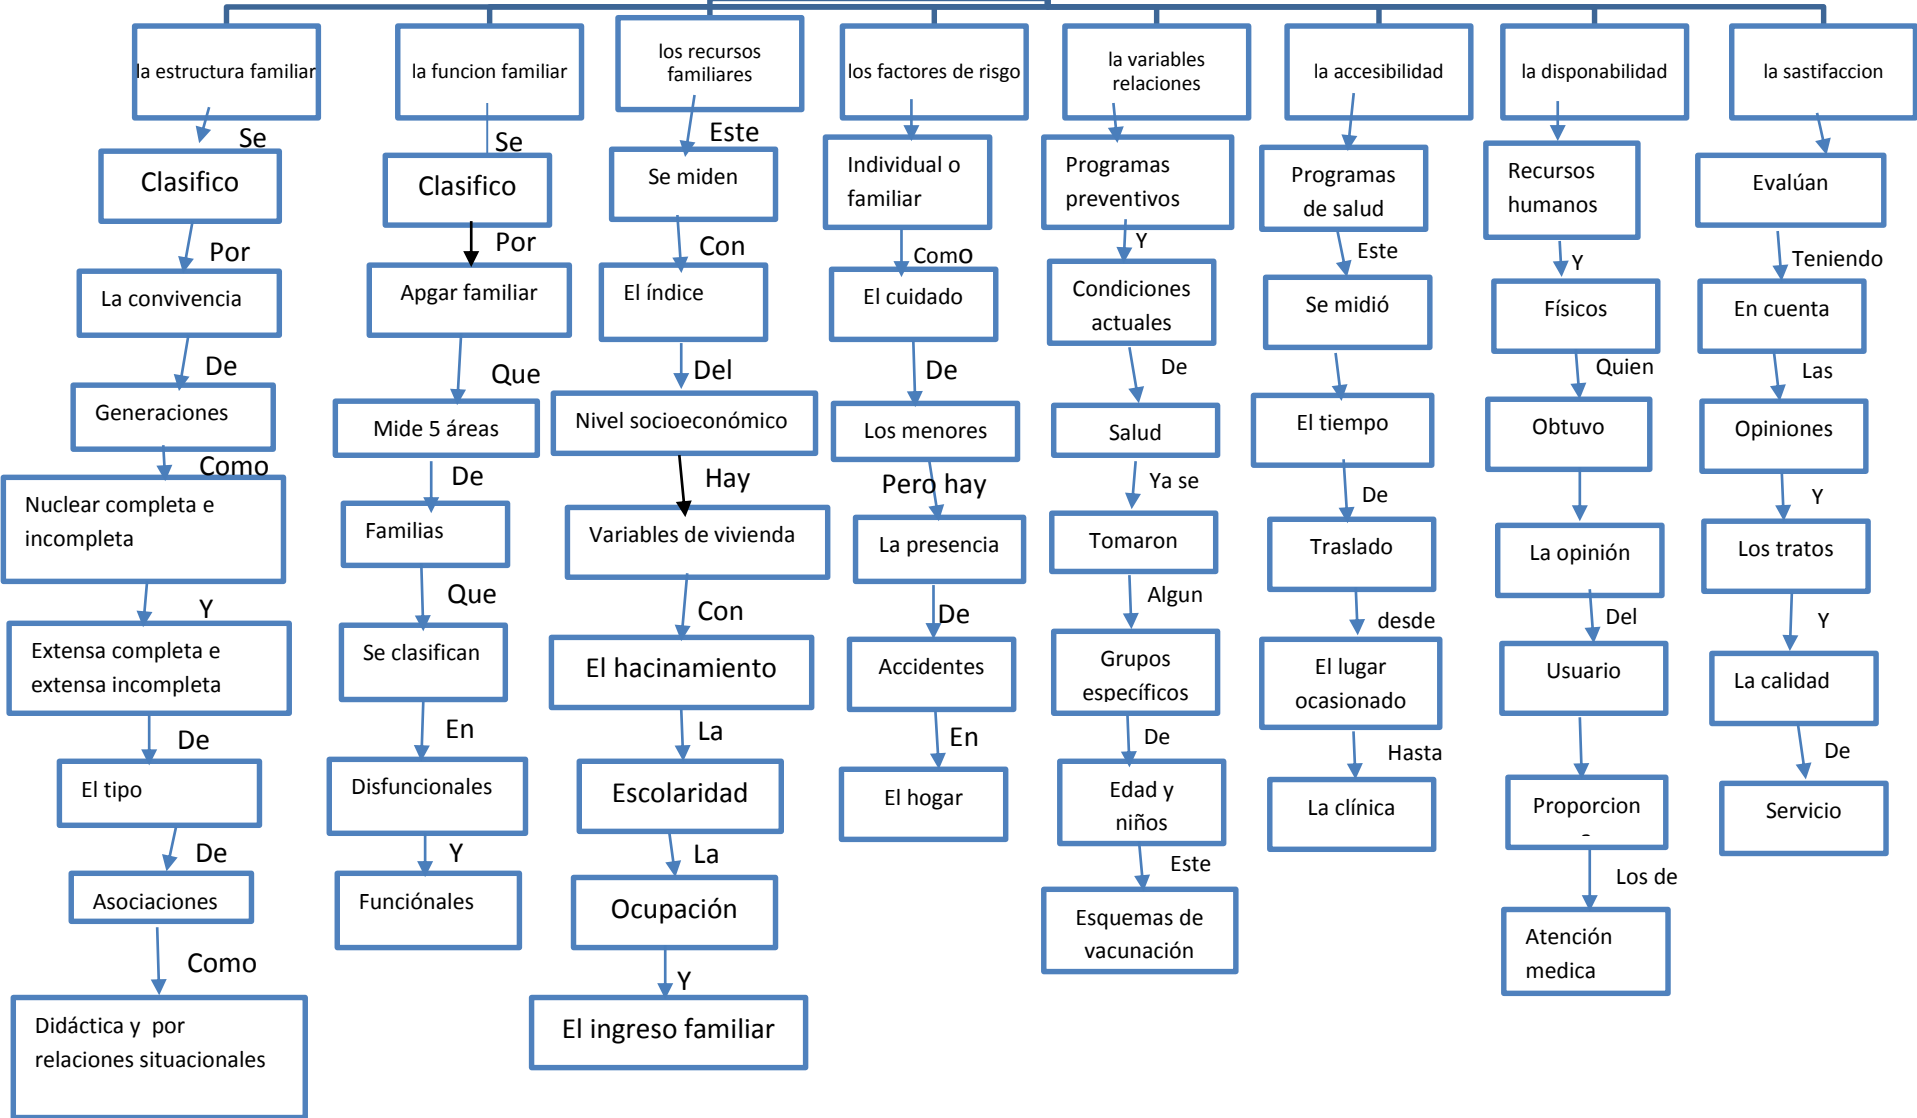 la estructura familiar
Se
Clasifico
Por
La convivencia
De
Generaciones
Como
Nuclear completa e
incompleta
Y
Extensa completa e
extensa incompleta
De
El tipo
De
Asociaciones
Como
Didáctica y por
relaciones situacionales
la funcion familiar
Se
Clasifico
Por
Apgar familiar
Que
Mide 5 áreas
De
Familias
Que
Se clasifican
En
Disfuncionales
Y
Funciónales
los recursos
familiares
Este
Se miden
Con
El índice
Del
Nivel socioeconómico
Hay
Variables de vivienda
Con
El hacinamiento
La
Escolaridad
La
Ocupación
Y
El ingreso familiar
los factores de risgo
Individual o
familiar
Como
El cuidado
De
Los menores
Pero hay
La presencia
De
Accidentes
En
El hogar
la variables
relaciones
Programas
preventivos
Y
Condiciones
actuales
De
Salud
Ya se
Tomaron
Algun
Grupos
específicos
De
Edad y
niños
Este
Esquemas de
vacunación
la accesibilidad
Programas
de salud
Este
Se midió
El tiempo
De
Traslado
desde
El lugar
ocasionado
Hasta
La clínica
la disponabilidad
Recursos
humanos
Y
Físicos
Quien
Obtuvo
La opinión
Del
Usuario
Proporcion
Los de
Atención
medica
la sastifaccion
Evalúan
Teniendo
En cuenta
Las
Opiniones
Y
Los tratos
Y
La calidad
De
Servicio